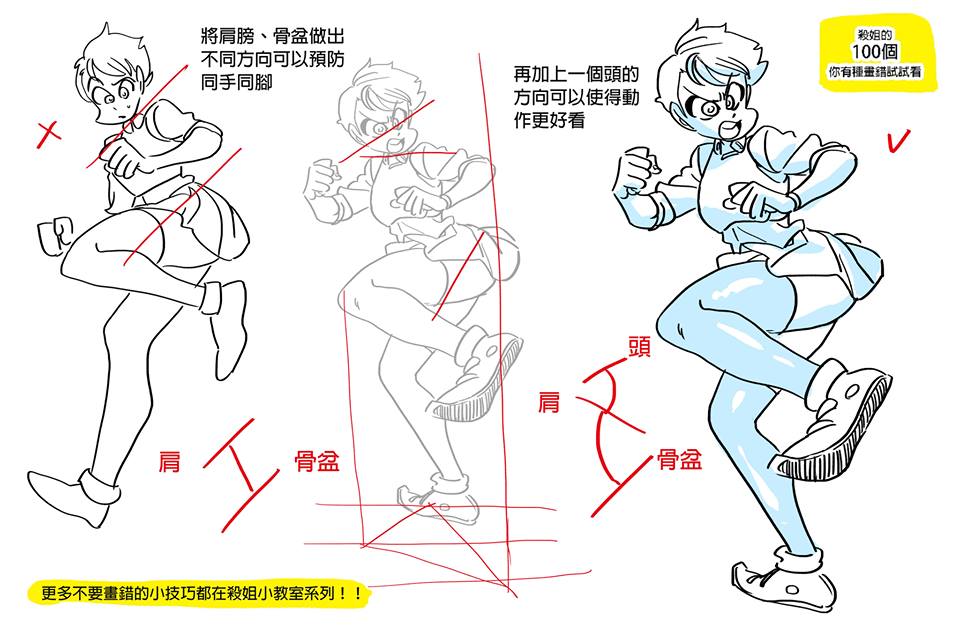 將肩膀、骨盆做出
不同方向可以預防
同手同腳
再加上一個頭的
方向可以使得動
作更好看
殺姐的
100個
你有種畫錯試試看
肩
骨盆
頭
肩
骨盆
更多不要畫錯的小技巧都在殺姐小教室系列！！